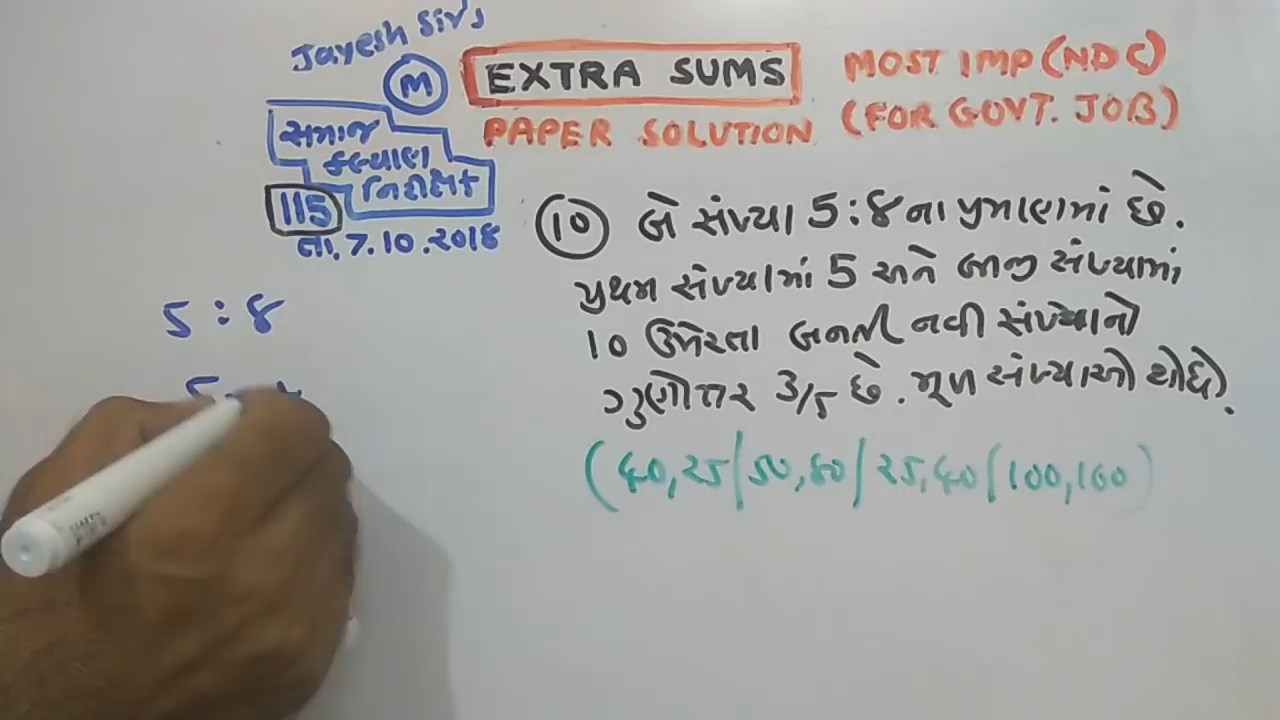 Jayesh Sir's
M
EXTRA SUMS
MOST IMP (NDC)
PAPER SOLUTION
(FOR GOVT. JOB)
સમાજ
કલ્યાણ
નિરીક્ષક
115
તા. 7.10.2018
10 બે સંખ્યા 5:8 ના પ્રમાણમાં છે.
પ્રથમ સંખ્યામાં 5 અને બીજી સંખ્યામાં
10 ઉમેરતા બનતી નવી સંખ્યાનો
ગુણોત્તર 3/5 છે. મૂળ સંખ્યાઓ શોધો.
(40,25/50,80/25,40/100,160)
5:8
5